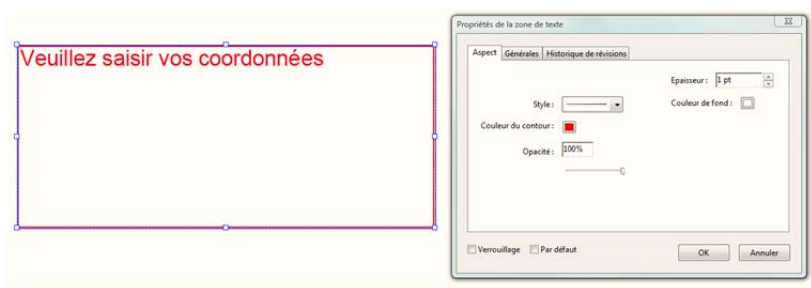 Veuillez saisir vos coordonnées
Propriétés de la zone de texte
Aspect Générales Historique de révisions
Epaisseur : 1 pt
Style :
Couleur de fond :
Couleur du contour :
Opacité : 100%
Verrouillage Par défaut
OK Annuler